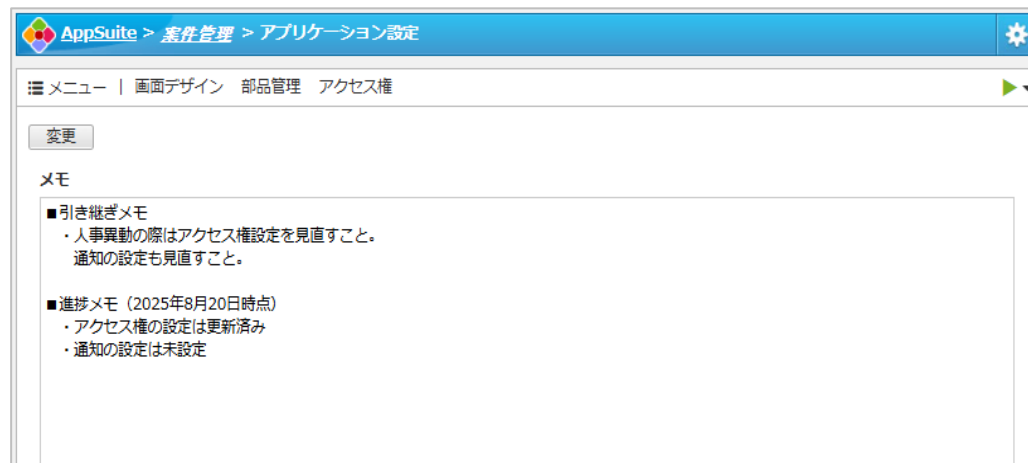 AppSuite > 案件管理 > アプリケーション設定
メニュー | 画面デザイン 部品管理 アクセス権
変更
メモ
■引き継ぎメモ
・人事異動の際はアクセス権設定を見直すこと。
通知の設定も見直すこと。
■進捗メモ（2025年8月20日時点）
・アクセス権の設定は更新済み
・通知の設定は未設定